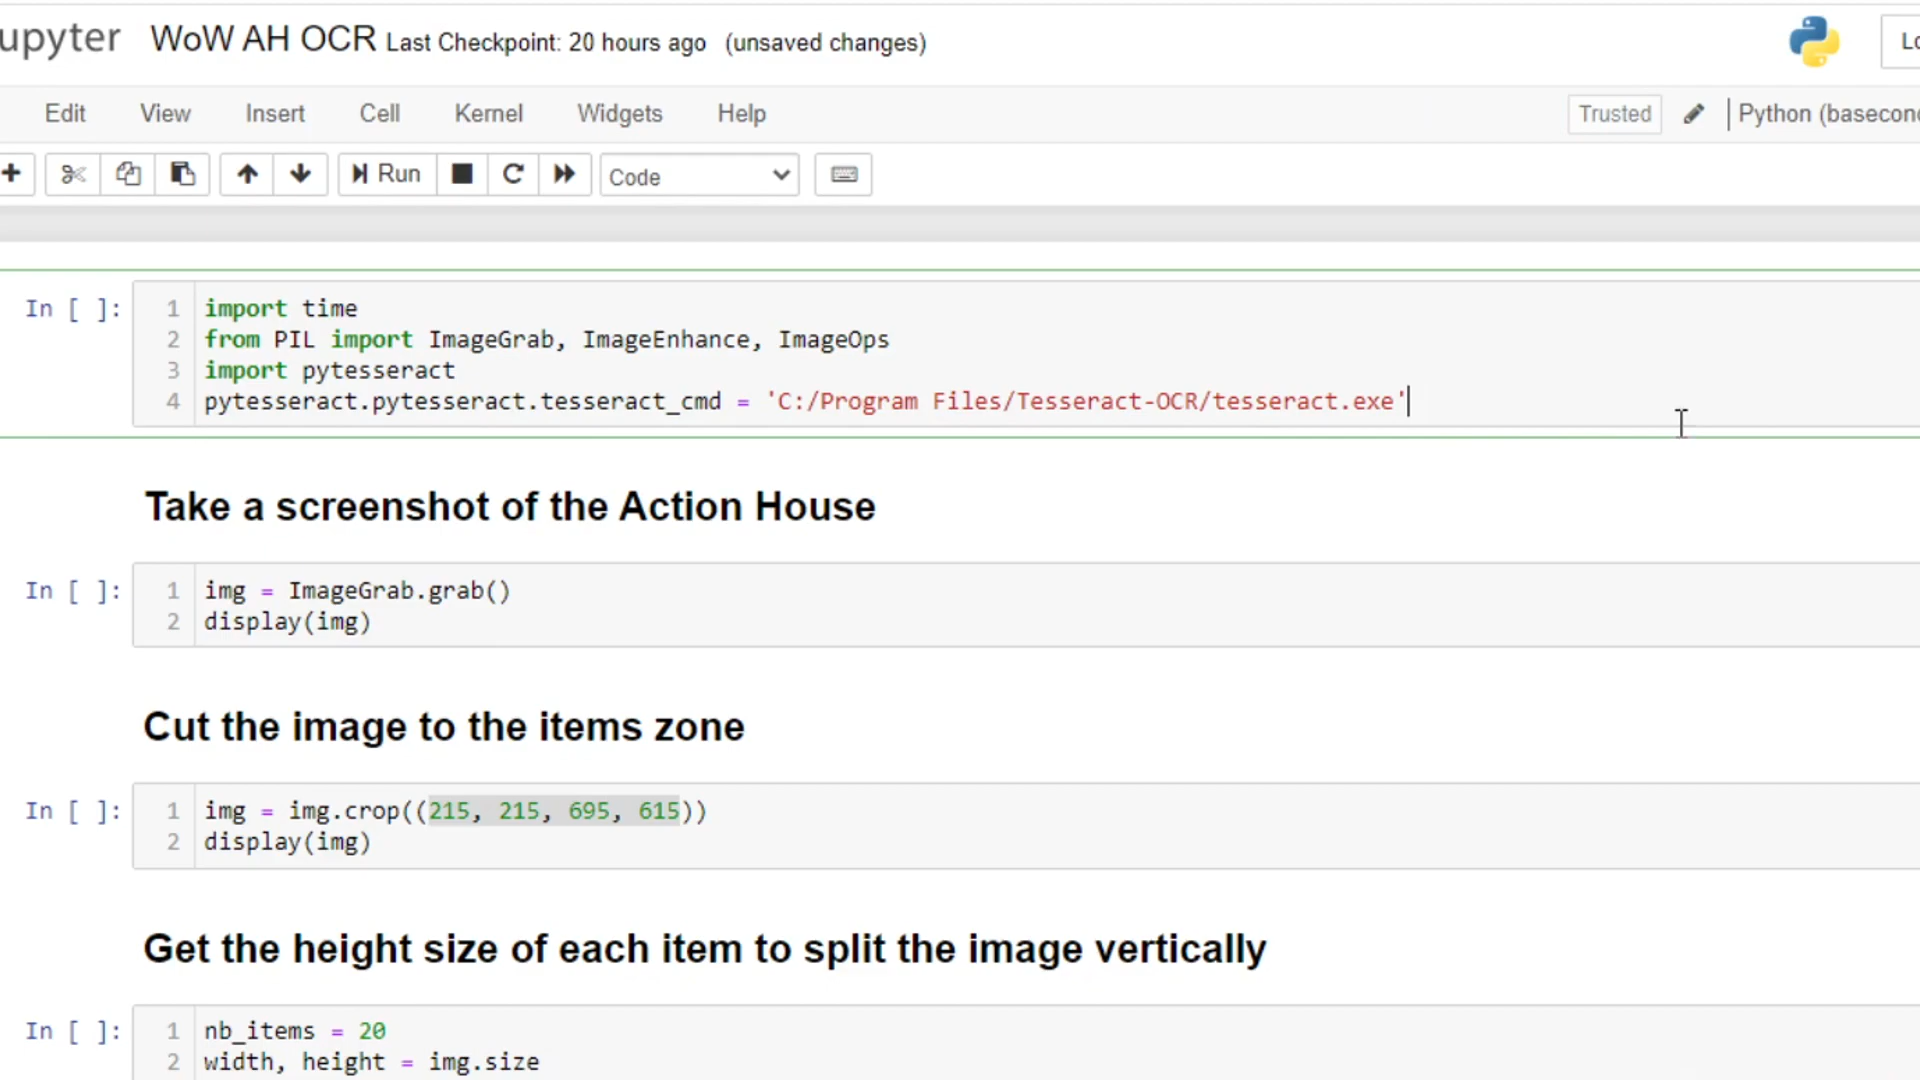 upyter WoW AH OCR Last Checkpoint: 20 hours ago (unsaved changes)
Edit View Insert Cell Kernel Widgets Help Trusted Python (basecon
Run Code
In [ ]:
1 import time
2 from PIL import ImageGrab, ImageEnhance, ImageOps
3 import pytesseract
4 pytesseract.pytesseract.tesseract_cmd = 'C:/Program Files/Tesseract-OCR/tesseract.exe'
Take a screenshot of the Action House
In [ ]:
1 img = ImageGrab.grab()
2 display(img)
Cut the image to the items zone
In [ ]:
1 img = img.crop((215, 215, 695, 615))
2 display(img)
Get the height size of each item to split the image vertically
In [ ]:
1 nb_items = 20
2 width, height = img.size